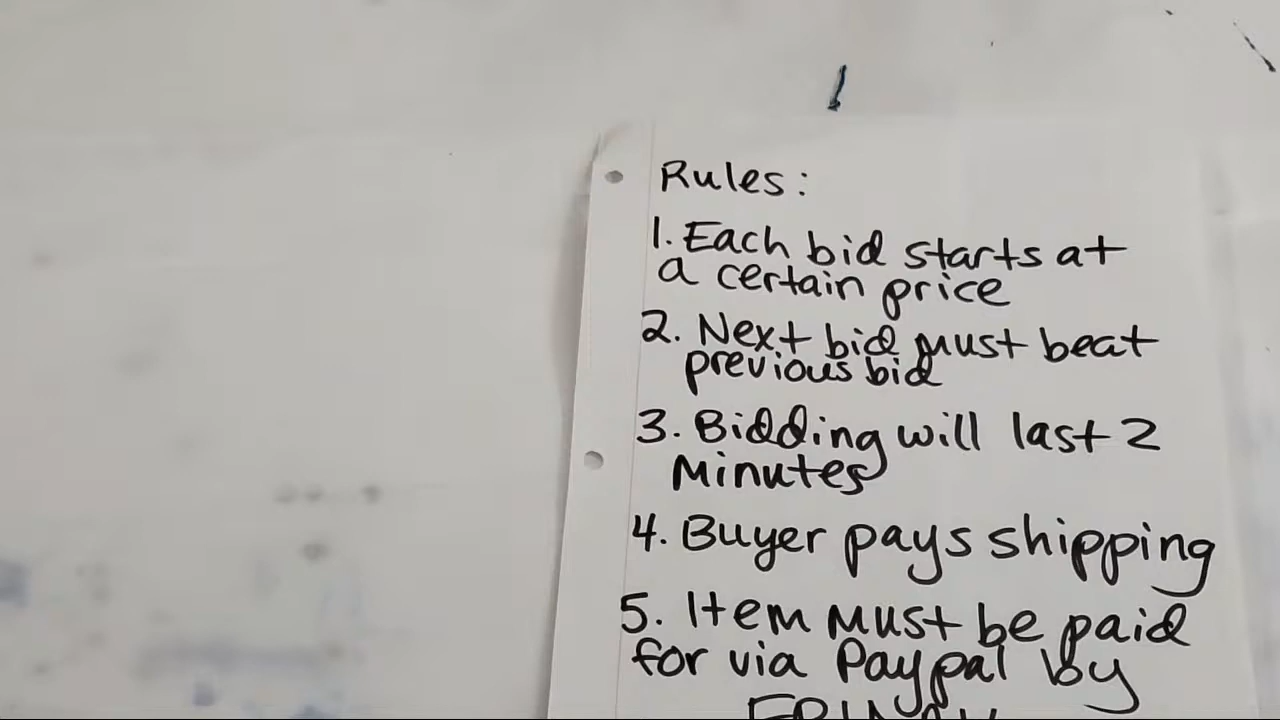 Rules:
1. Each bid starts at
a certain price
2. Next bid must beat
previous bid
3. Bidding will last 2
Minutes
4. Buyer pays shipping
5. Item must be paid
for via Paypal by